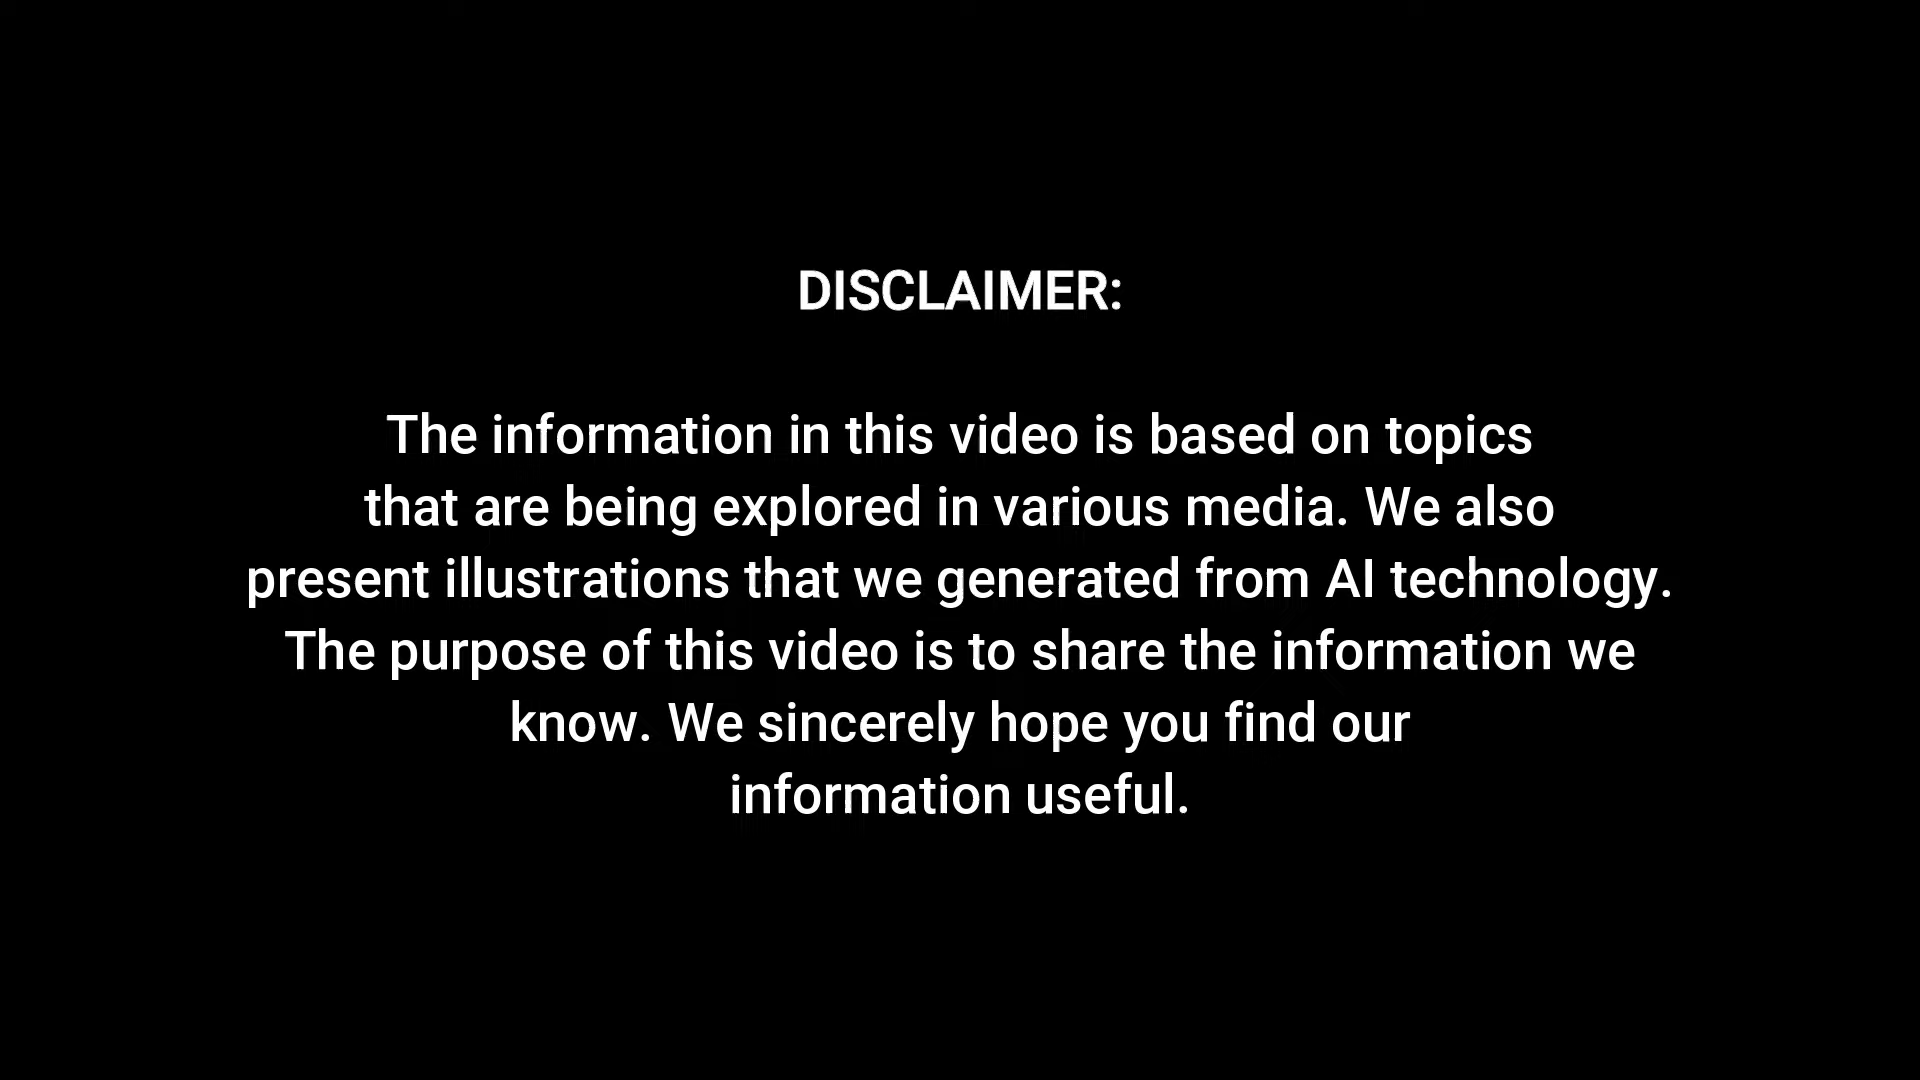 DISCLAIMER:
The information in this video is based on topics
that are being explored in various media. We also
present illustrations that we generated from AI technology.
The purpose of this video is to share the information we
know. We sincerely hope you find our
information useful.